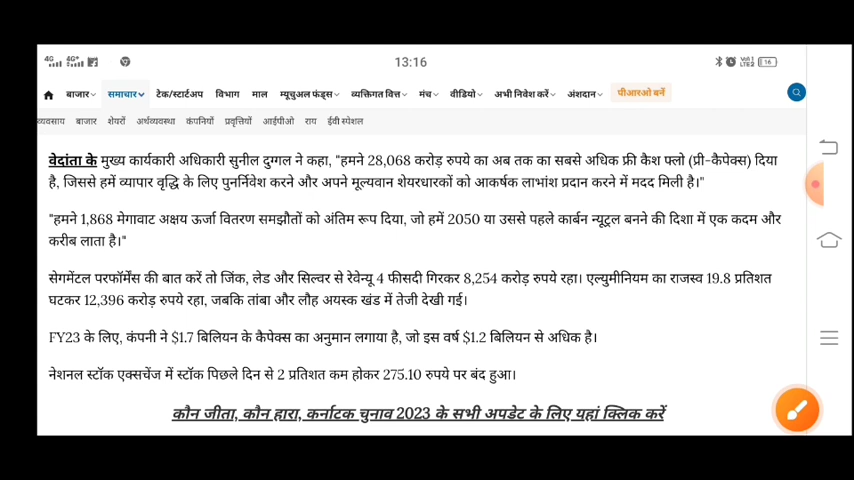 4G 4G+ 13:16 16
बाजार समाचार टेक/स्टार्टअप विभाग माल म्यूचुअल फंड्स व्यक्तिगत वित्त मंच वीडियो अभी निवेश करें अंशदान पीआरओ बनें
व्यवसाय बाजार शेयरों अर्थव्यवस्था कंपनियों प्रवृत्तियों आईपीओ राय ईवी स्पेशल
वेदांता के मुख्य कार्यकारी अधिकारी सुनील दुग्गल ने कहा, "हमने 28,068 करोड़ रुपये का अब तक का सबसे अधिक फ्री कैश फ्लो (प्री-कैपेक्स) दिया
है, जिससे हमें व्यापार वृद्धि के लिए पुनर्निवेश करने और अपने मूल्यवान शेयरधारकों को आकर्षक लाभांश प्रदान करने में मदद मिली है।"
"हमने 1,868 मेगावाट अक्षय ऊर्जा वितरण समझौतों को अंतिम रूप दिया, जो हमें 2050 या उससे पहले कार्बन न्यूट्रल बनने की दिशा में एक कदम और
करीब लाता है।"
सेगमेंटल परफॉर्मेंस की बात करें तो जिंक, लेड और सिल्वर से रेवेन्यू 4 फीसदी गिरकर 8,254 करोड़ रुपये रहा। एल्युमीनियम का राजस्व 19.8 प्रतिशत
घटकर 12,396 करोड़ रुपये रहा, जबकि तांबा और लौह अयस्क खंड में तेजी देखी गई।
FY23 के लिए, कंपनी ने $1.7 बिलियन के कैपेक्स का अनुमान लगाया है, जो इस वर्ष $1.2 बिलियन से अधिक है।
नेशनल स्टॉक एक्सचेंज में स्टॉक पिछले दिन से 2 प्रतिशत कम होकर 275.10 रुपये पर बंद हुआ।
कौन जीता, कौन हारा, कर्नाटक चुनाव 2023 के सभी अपडेट के लिए यहां क्लिक करें